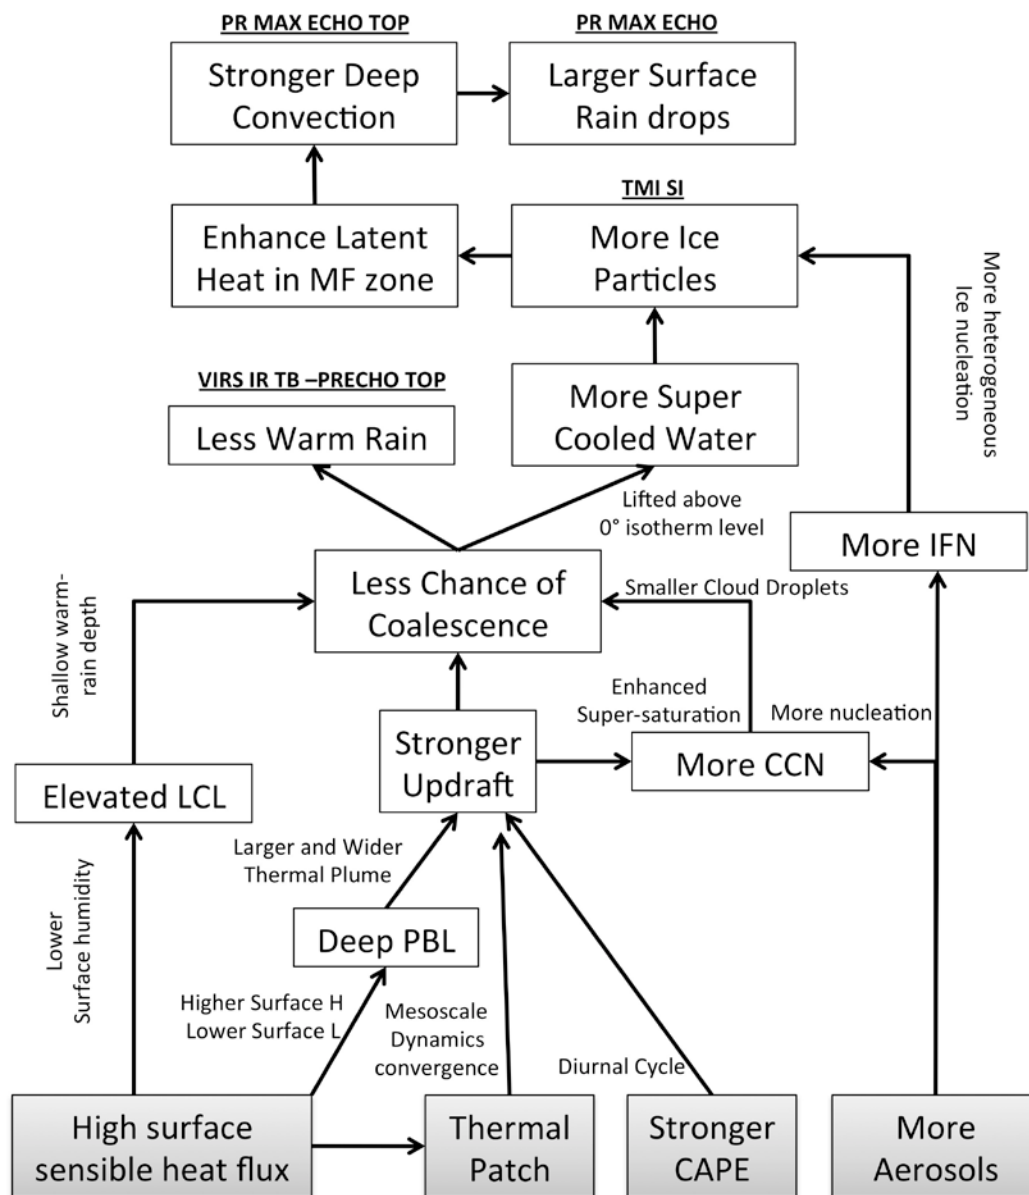 PR MAX ECHO TOP
PR MAX ECHO
Stronger Deep
Convection
Larger Surface
Rain drops
TMI SI
Enhance Latent
Heat in MF zone
More Ice
Particles
More heterogeneous
Ice nucleation
VIRS IR TB –PRECHO TOP
Less Warm Rain
More Super
Cooled Water
Lifted above
0° isotherm level
More IFN
Less Chance of
Coalescence
Smaller Cloud Droplets
Shallow warm-
rain depth
Enhanced
Super-saturation
More nucleation
Stronger
Updraft
More CCN
Elevated LCL
Larger and Wider
Thermal Plume
Lower
Surface humidity
Deep PBL
Higher Surface H
Lower Surface L
Mesoscale
Dynamics
convergence
Diurnal Cycle
High surface
sensible heat flux
Thermal
Patch
Stronger
CAPE
More
Aerosols